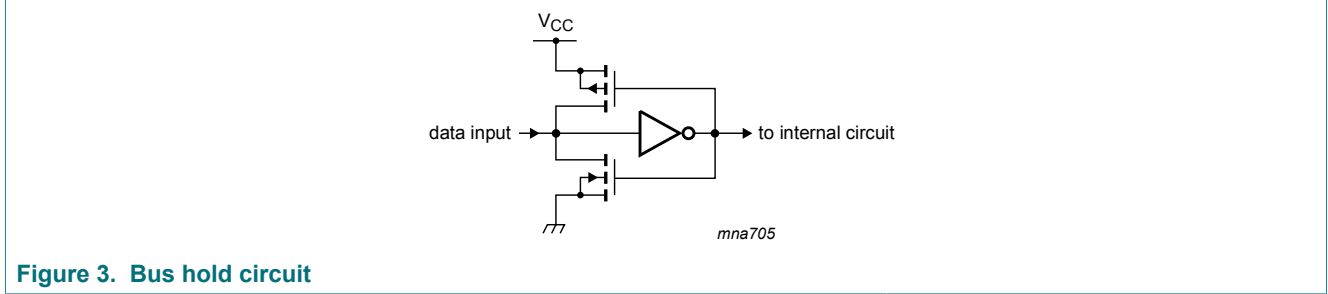 VCC
data input
to internal circuit
mna705
Figure 3. Bus hold circuit